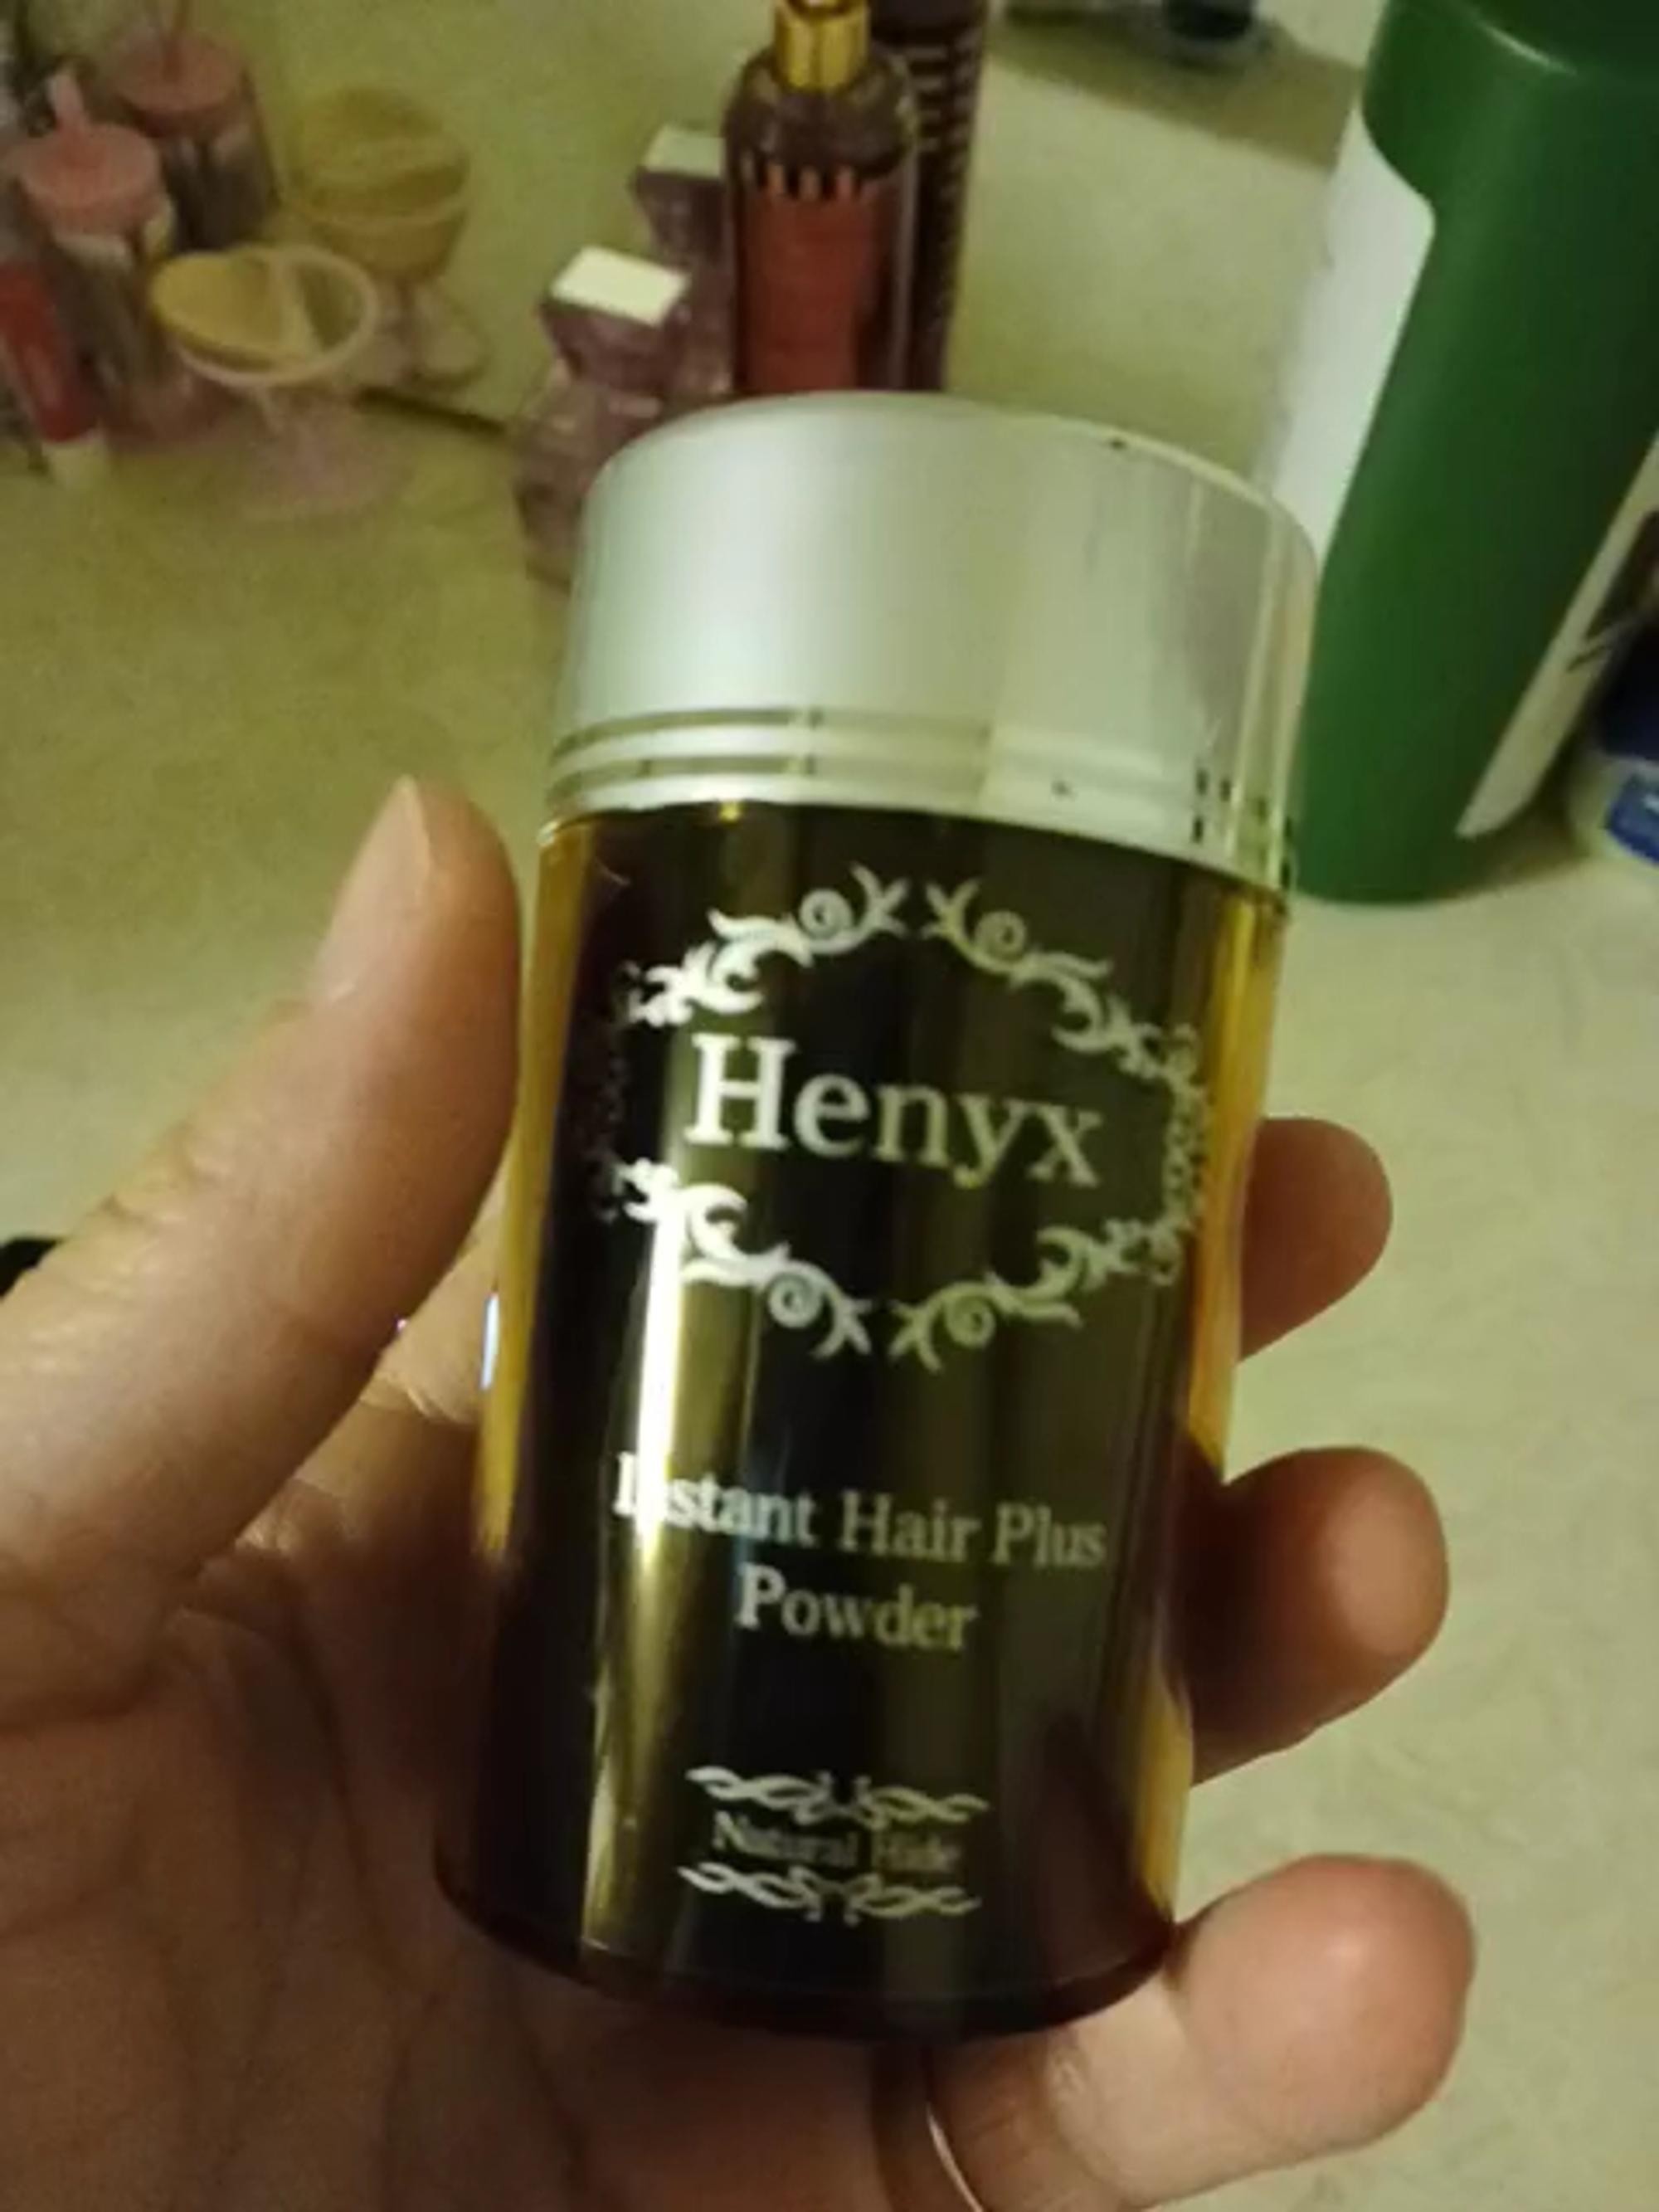 Henyx
Instant Hair Plus
Powder
Natural Hide